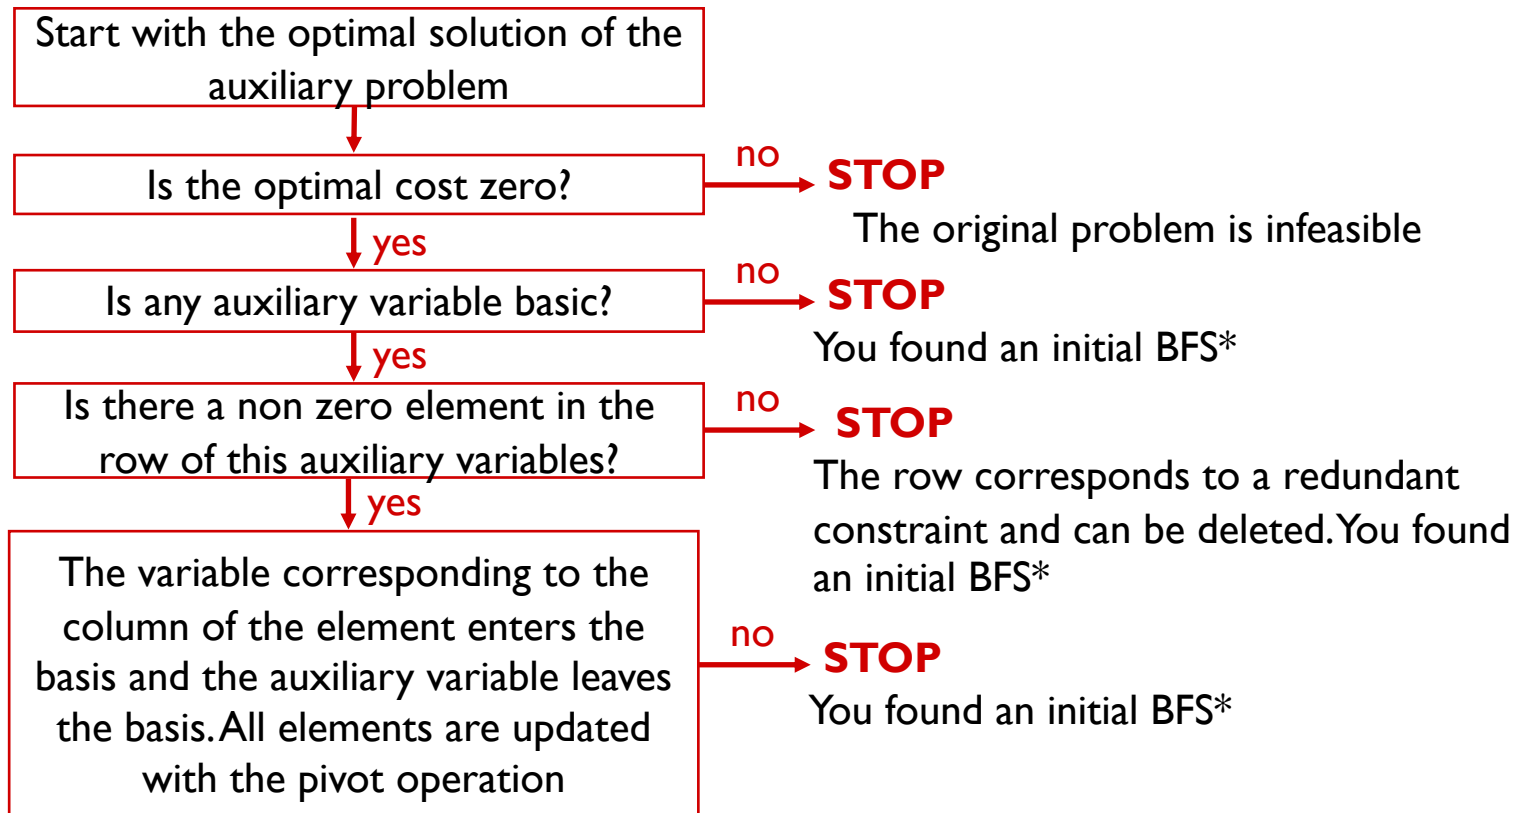 Start with the optimal solution of the
auxiliary problem
Is the optimal cost zero?
no
STOP
The original problem is infeasible
yes
Is any auxiliary variable basic?
no
STOP
You found an initial BFS*
yes
Is there a non zero element in the
row of this auxiliary variables?
no
STOP
The row corresponds to a redundant
constraint and can be deleted. You found
an initial BFS*
yes
The variable corresponding to the
column of the element enters the
basis and the auxiliary variable leaves
the basis. All elements are updated
with the pivot operation
no
STOP
You found an initial BFS*